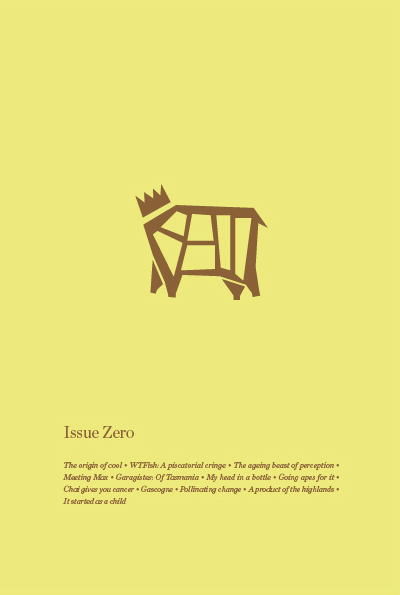 Issue Zero
The origin of cool • WTFish: A piscatorial cringe • The ageing beast of perception •
Meeting Max • Garagistes: Of Tasmania • My head in a bottle • Going apes for it •
Chai gives you cancer • Gascogne • Pollinating change • A product of the highlands •
It started as a child